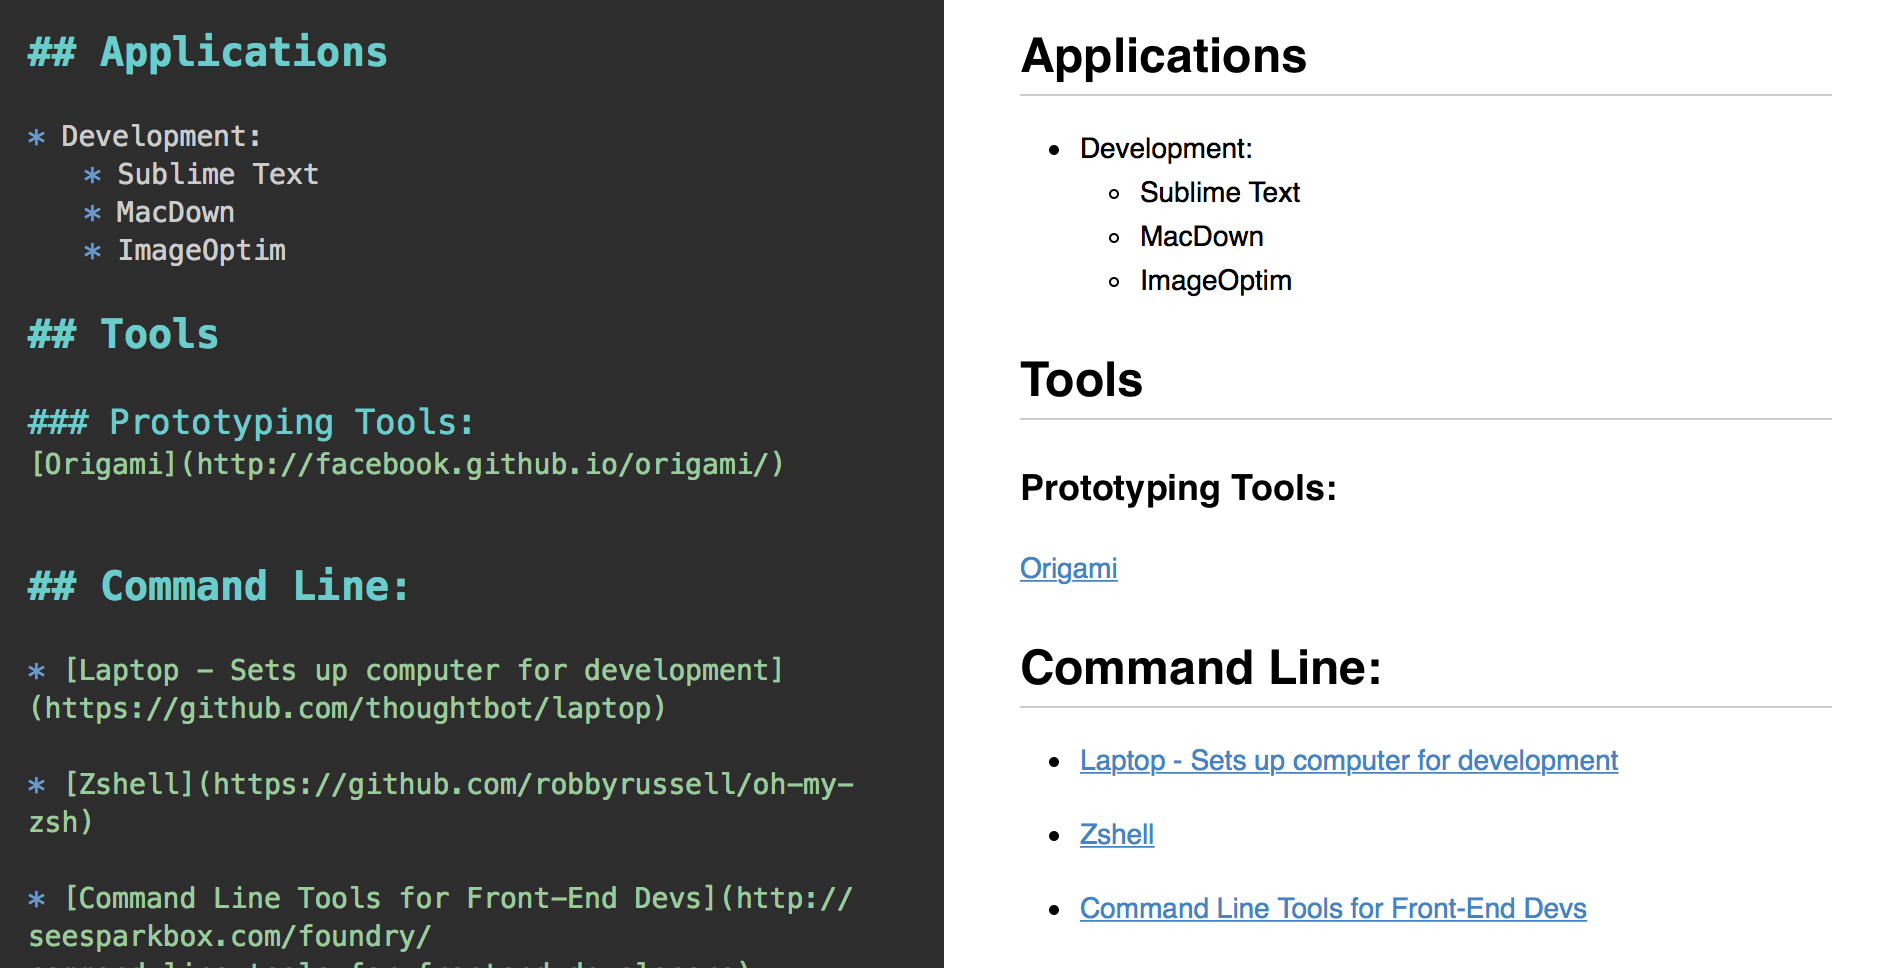 ## Applications
* Development:
* Sublime Text
* MacDown
* ImageOptim
## Tools
### Prototyping Tools:
[Origami](http://facebook.github.io/origami/)
## Command Line:
* [Laptop - Sets up computer for development]
(https://github.com/thoughtbot/laptop)
* [Zshell](https://github.com/robbyrussell/oh-my-
zsh)
* [Command Line Tools for Front-End Devs](http://
seesparkbox.com/foundry/
Applications
• Development:
◦ Sublime Text
◦ MacDown
◦ ImageOptim
Tools
Prototyping Tools:
Origami
Command Line:
• Laptop - Sets up computer for development
• Zshell
• Command Line Tools for Front-End Devs